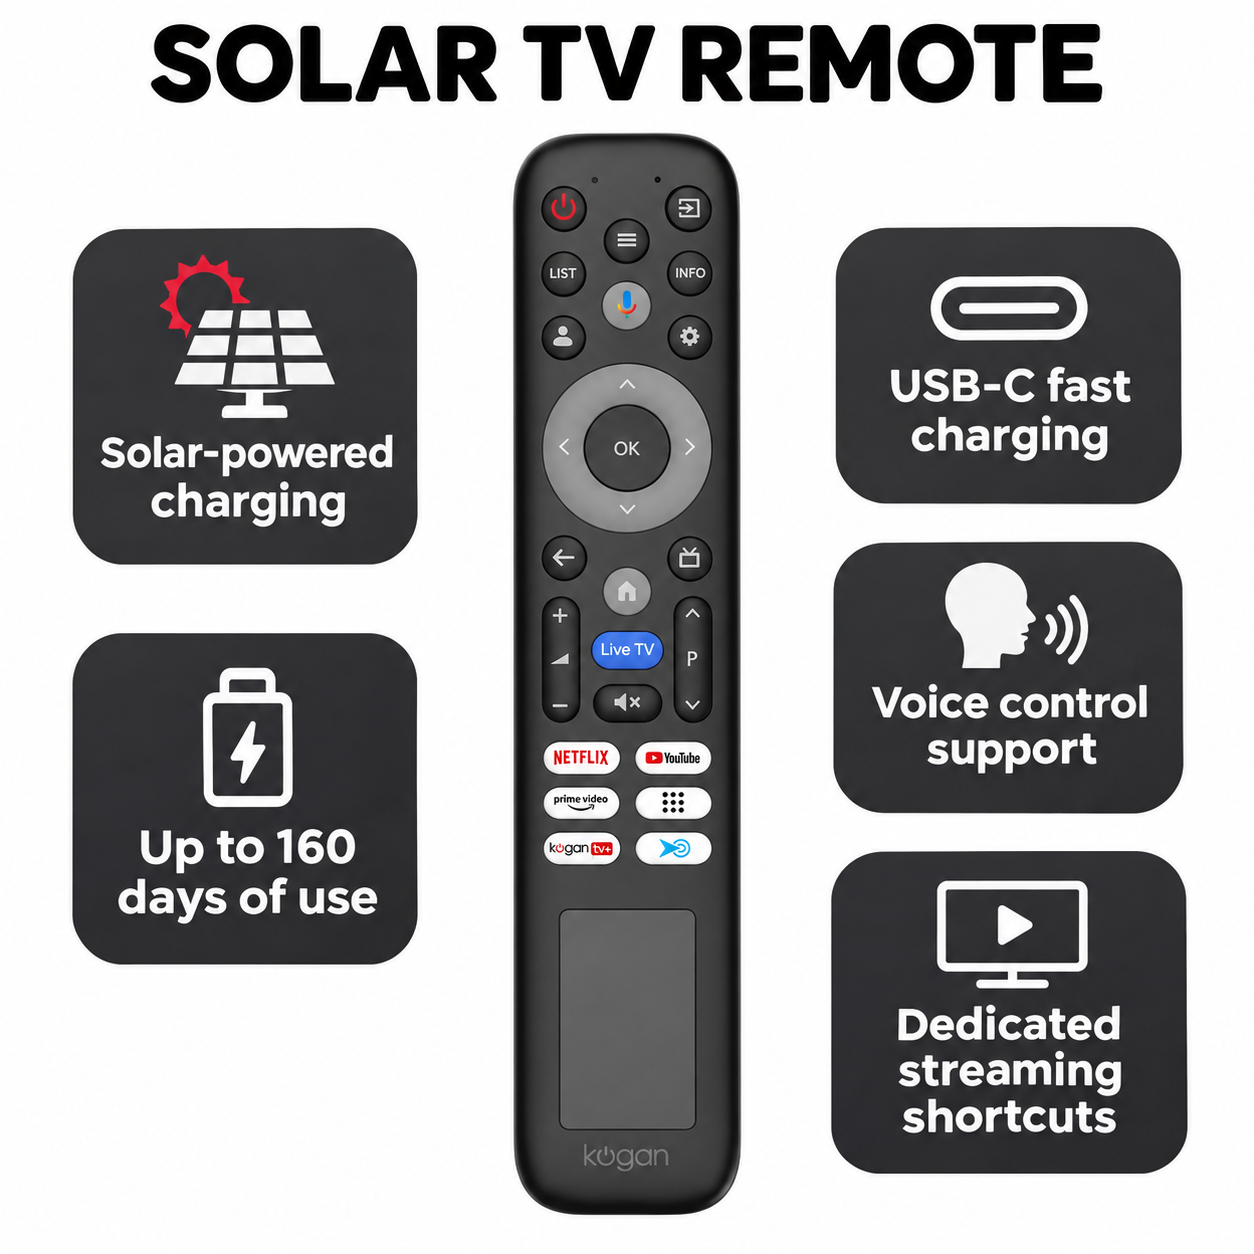 SOLAR TV REMOTE
Solar-powered
charging
Up to 160
days of use
LIST
INFO
OK
Live TV
P
NETFLIX
YouTube
prime video
kogan tv+
kogan
USB-C fast
charging
Voice control
support
Dedicated
streaming
shortcuts